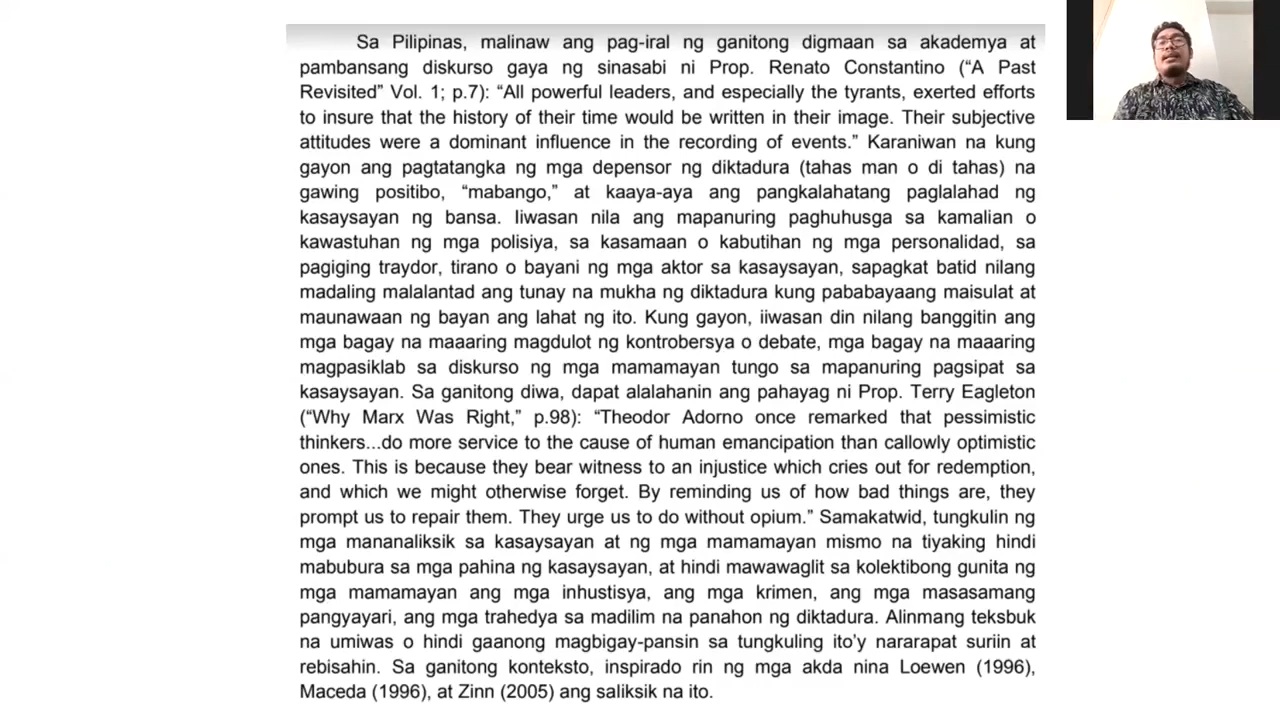 Sa Pilipinas, malinaw ang pag-iral ng ganitong digmaan sa akademya at
pambansang diskurso gaya ng sinasabi ni Prop. Renato Constantino (“A Past
Revisited” Vol. 1; p.7): “All powerful leaders, and especially the tyrants, exerted efforts
to insure that the history of their time would be written in their image. Their subjective
attitudes were a dominant influence in the recording of events.” Karaniwan na kung
gayon ang pagtatangka ng mga depensor ng diktadura (tahas man o di tahas) na
gawing positibo, “mabango,” at kaaya-aya ang pangkalahatang paglalahad ng
kasaysayan ng bansa. Iiwasan nila ang mapanuring paghuhusga sa kamalian o
kawastuhan ng mga polisiya, sa kasamaan o kabutihan ng mga personalidad, sa
pagiging traydor, tirano o bayani ng mga aktor sa kasaysayan, sapagkat batid nilang
madaling malalantad ang tunay na mukha ng diktadura kung pababayaang maisulat at
maunawaan ng bayan ang lahat ng ito. Kung gayon, iiwasan din nilang banggitin ang
mga bagay na maaaring magdulot ng kontrobersya o debate, mga bagay na maaaring
magpasiklab sa diskurso ng mga mamamayan tungo sa mapanuring pagsipat sa
kasaysayan. Sa ganitong diwa, dapat alalahanin ang pahayag ni Prop. Terry Eagleton
(“Why Marx Was Right,” p.98): “Theodor Adorno once remarked that pessimistic
thinkers...do more service to the cause of human emancipation than callowly optimistic
ones. This is because they bear witness to an injustice which cries out for redemption,
and which we might otherwise forget. By reminding us of how bad things are, they
prompt us to repair them. They urge us to do without opium.” Samakatwid, tungkulin ng
mga mananaliksik sa kasaysayan at ng mga mamamayan mismo na tiyaking hindi
mabubura sa mga pahina ng kasaysayan, at hindi mawawaglit sa kolektibong gunita ng
mga mamamayan ang mga inhustisya, ang mga krimen, ang mga masasamang
pangyayari, ang mga trahedya sa madilim na panahon ng diktadura. Alinmang teksbuk
na umiwas o hindi gaanong magbigay-pansin sa tungkuling ito’y nararapat suriin at
rebisahin. Sa ganitong konteksto, inspirado rin ng mga akda nina Loewen (1996),
Maceda (1996), at Zinn (2005) ang saliksik na ito.